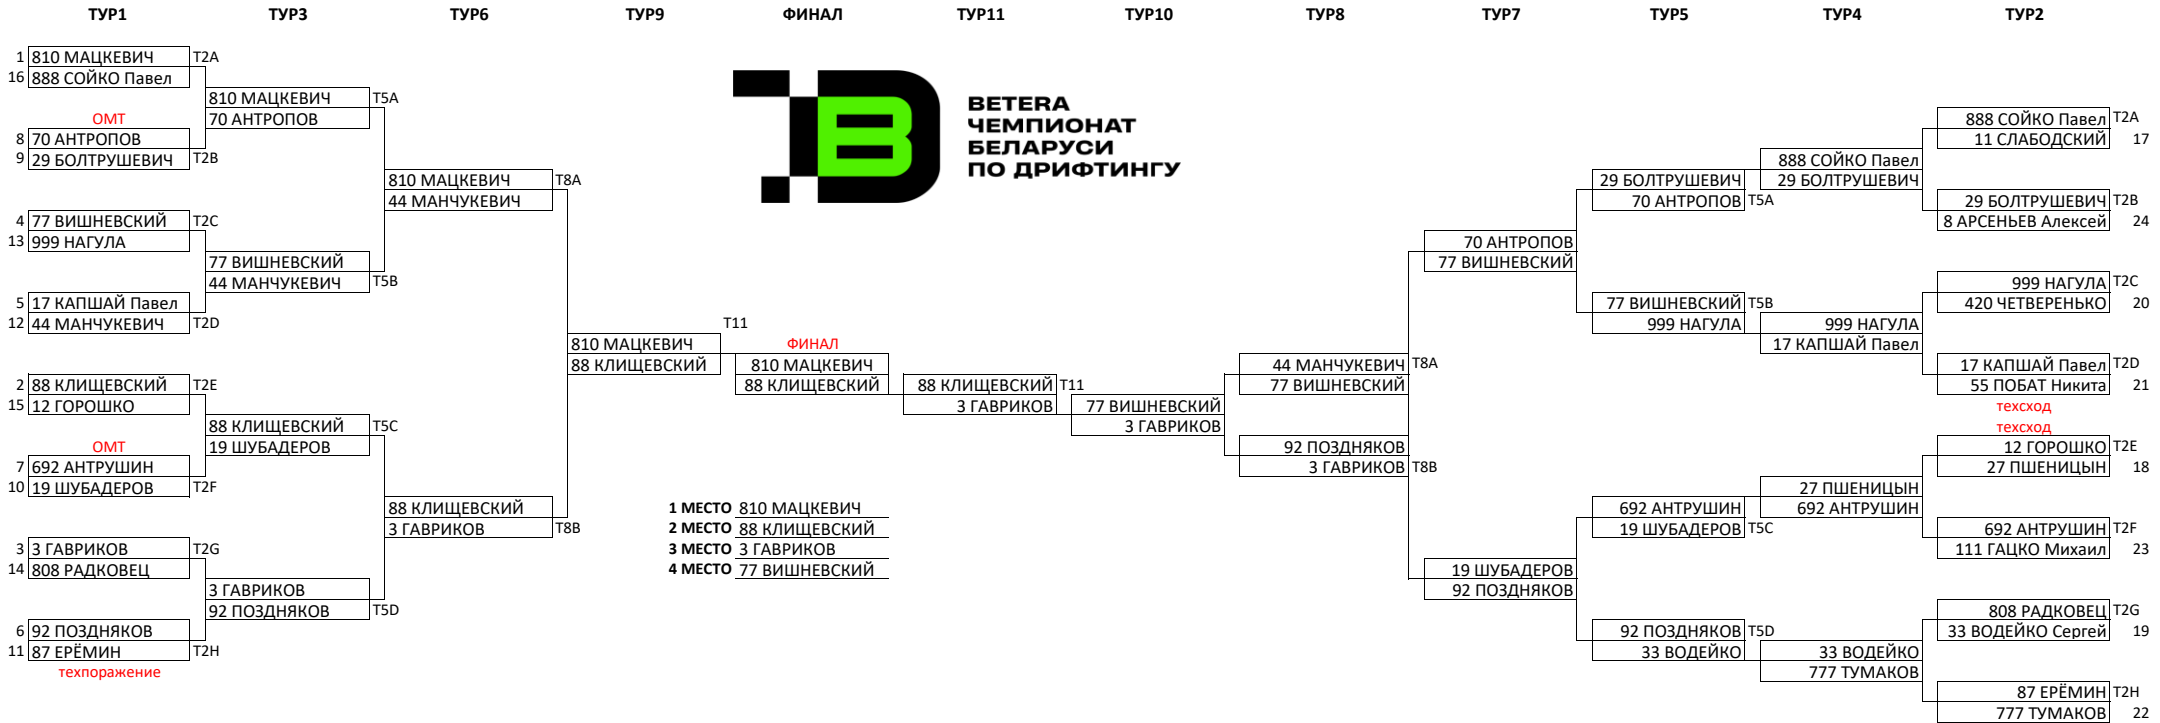 ТУР1 ТУР3 ТУР6 ТУР9 ФИНАЛ ТУР11 ТУР10 ТУР8 ТУР7 ТУР5 ТУР4 ТУР2
1 810 МАЦКЕВИЧ T2A
16 888 СОЙКО Павел
ОМТ
8 70 АНТРОПОВ
9 29 БОЛТРУШЕВИЧ T2B
4 77 ВИШНЕВСКИЙ T2C
13 999 НАГУЛА
5 17 КАПШАЙ Павел
12 44 МАНЧУКЕВИЧ T2D
2 88 КЛИЩЕВСКИЙ T2E
15 12 ГОРОШКО
ОМТ
7 692 АНТРУШИН
10 19 ШУБАДЕРОВ T2F
3 3 ГАВРИКОВ T2G
14 808 РАДКОВЕЦ
6 92 ПОЗДНЯКОВ
11 87 ЕРЁМИН T2H
техпоражение
810 МАЦКЕВИЧ T5A
70 АНТРОПОВ
77 ВИШНЕВСКИЙ
44 МАНЧУКЕВИЧ T5B
88 КЛИЩЕВСКИЙ T5C
19 ШУБАДЕРОВ
3 ГАВРИКОВ
92 ПОЗДНЯКОВ T5D
810 МАЦКЕВИЧ T8A
44 МАНЧУКЕВИЧ
88 КЛИЩЕВСКИЙ
3 ГАВРИКОВ T8B
T11
810 МАЦКЕВИЧ
88 КЛИЩЕВСКИЙ
B
BETERA
ЧЕМПИОНАТ
БЕЛАРУСИ
ПО ДРИФТИНГУ
ФИНАЛ
810 МАЦКЕВИЧ
88 КЛИЩЕВСКИЙ
1 МЕСТО 810 МАЦКЕВИЧ
2 МЕСТО 88 КЛИЩЕВСКИЙ
3 МЕСТО 3 ГАВРИКОВ
4 МЕСТО 77 ВИШНЕВСКИЙ
88 КЛИЩЕВСКИЙ T11
3 ГАВРИКОВ
77 ВИШНЕВСКИЙ
3 ГАВРИКОВ
44 МАНЧУКЕВИЧ T8A
77 ВИШНЕВСКИЙ
92 ПОЗДНЯКОВ
3 ГАВРИКОВ T8B
70 АНТРОПОВ
77 ВИШНЕВСКИЙ
19 ШУБАДЕРОВ
92 ПОЗДНЯКОВ
29 БОЛТРУШЕВИЧ
70 АНТРОПОВ T5A
77 ВИШНЕВСКИЙ T5B
999 НАГУЛА
692 АНТРУШИН
19 ШУБАДЕРОВ T5C
92 ПОЗДНЯКОВ T5D
33 ВОДЕЙКО
888 СОЙКО Павел
29 БОЛТРУШЕВИЧ
999 НАГУЛА
17 КАПШАЙ Павел
27 ПШЕНИЦЫН
692 АНТРУШИН
33 ВОДЕЙКО
777 ТУМАКОВ
888 СОЙКО Павел T2A
11 СЛАБОДСКИЙ 17
29 БОЛТРУШЕВИЧ T2B
8 АРСЕНЬЕВ Алексей 24
999 НАГУЛА T2C
420 ЧЕТВЕРЕНЬКО 20
17 КАПШАЙ Павел T2D
55 ПОБАТ Никита 21
техсход
техсход
12 ГОРОШКО T2E
27 ПШЕНИЦЫН 18
692 АНТРУШИН T2F
111 ГАЦКО Михаил 23
808 РАДКОВЕЦ T2G
33 ВОДЕЙКО Сергей 19
87 ЕРЁМИН T2H
777 ТУМАКОВ 22